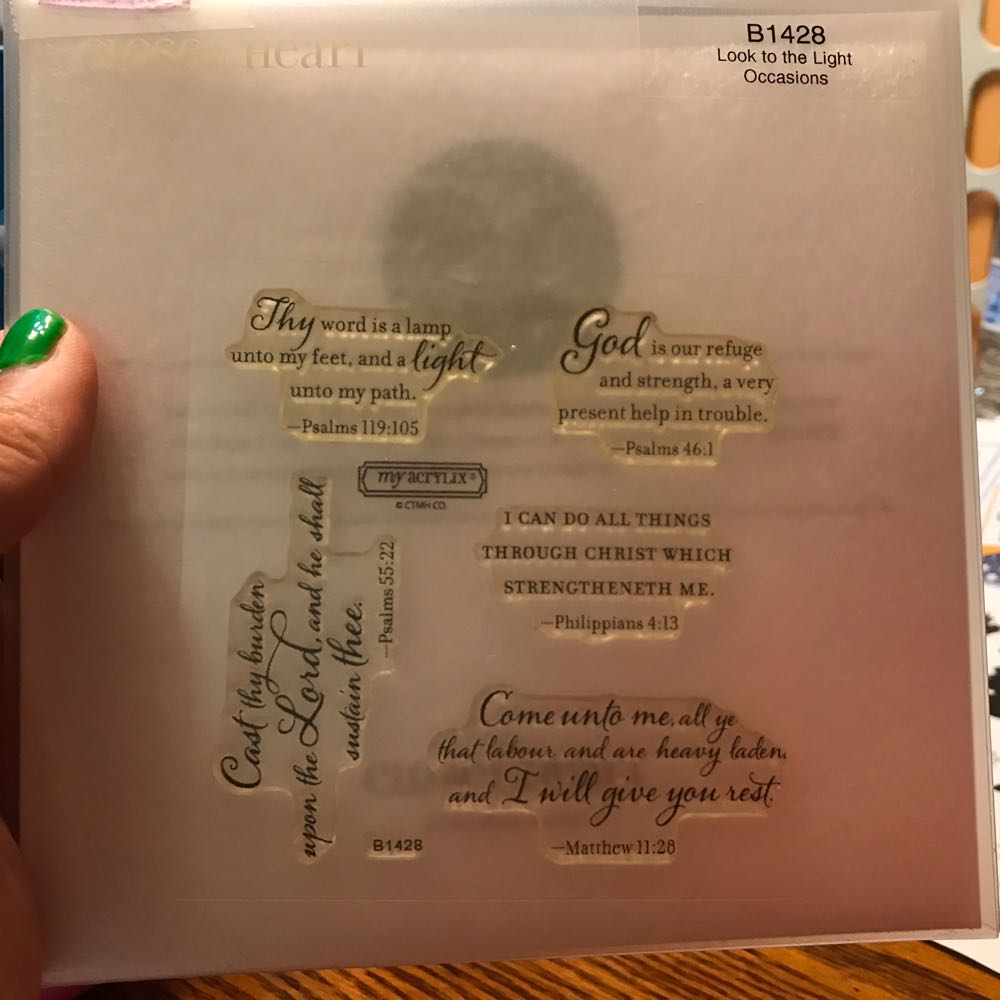 Heart
B1428
Look to the Light
Occasions
Thy word is a lamp
unto my feet, and a light
unto my path.
—Psalms 119:105
God is our refuge
and strength, a very
present help in trouble.
—Psalms 46:1
my ACRYLIX®
© CTMH CO.
Cast thy burden
upon the Lord, and he shall
sustain thee.
—Psalms 55:22
I CAN DO ALL THINGS
THROUGH CHRIST WHICH
STRENGTHENETH ME.
—Philippians 4:13
Come unto me, all ye
that labour and are heavy laden,
and I will give you rest.
—Matthew 11:28
B1428